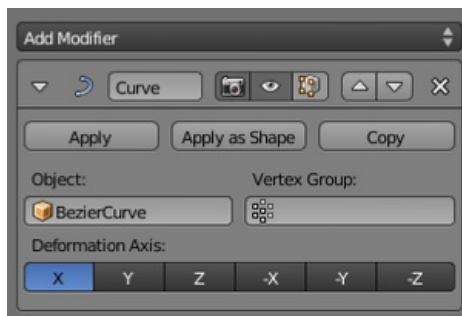 Add Modifier
Curve
Apply Apply as Shape Copy
Object: Vertex Group:
BezierCurve
Deformation Axis:
X Y Z -X -Y -Z